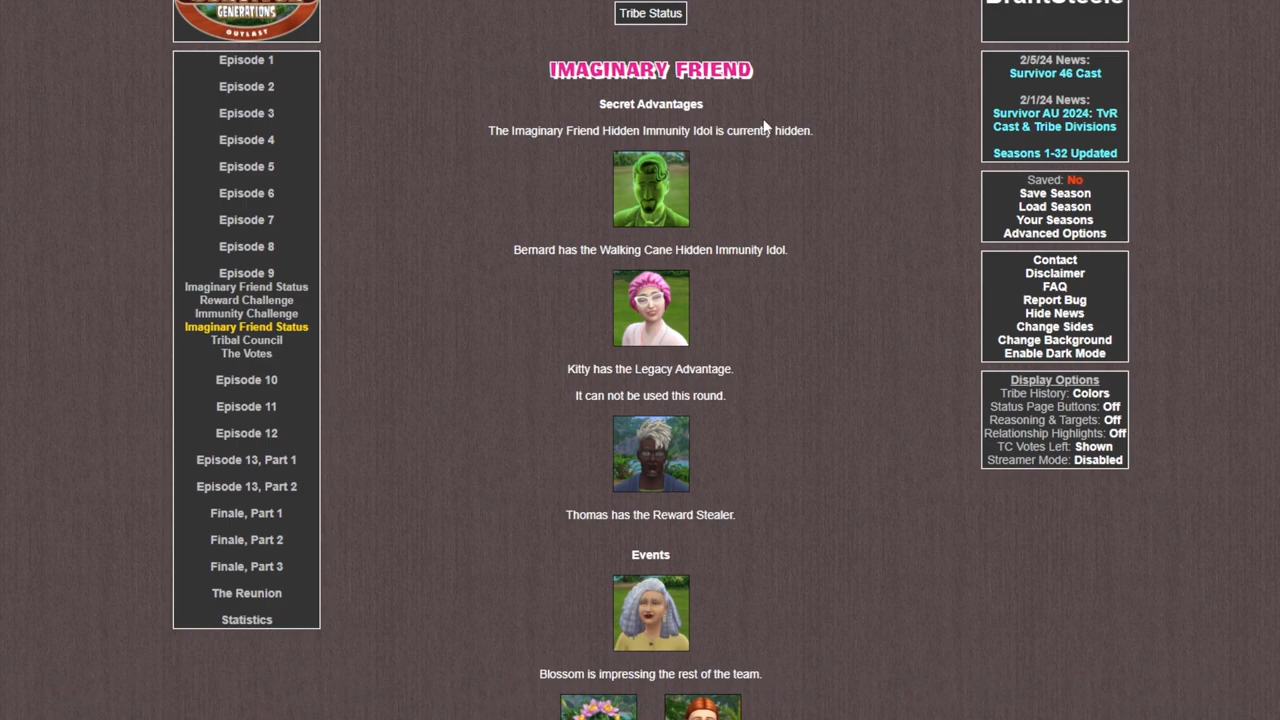 GENERATIONS
OUTLAST
Episode 1
Episode 2
Episode 3
Episode 4
Episode 5
Episode 6
Episode 7
Episode 8
Episode 9
Imaginary Friend Status
Reward Challenge
Immunity Challenge
Imaginary Friend Status
Tribal Council
The Votes
Episode 10
Episode 11
Episode 12
Episode 13, Part 1
Episode 13, Part 2
Finale, Part 1
Finale, Part 2
Finale, Part 3
The Reunion
Statistics
Tribe Status
IMAGINARY FRIEND
Secret Advantages
The Imaginary Friend Hidden Immunity Idol is currently hidden.
Bernard has the Walking Cane Hidden Immunity Idol.
Kitty has the Legacy Advantage.
It can not be used this round.
Thomas has the Reward Stealer.
Events
Blossom is impressing the rest of the team.
BrantSteele
2/5/24 News:
Survivor 46 Cast
2/1/24 News:
Survivor AU 2024: TvR
Cast & Tribe Divisions
Seasons 1-32 Updated
Saved: No
Save Season
Load Season
Your Seasons
Advanced Options
Contact
Disclaimer
FAQ
Report Bug
Hide News
Change Sides
Change Background
Enable Dark Mode
Display Options
Tribe History: Colors
Status Page Buttons: Off
Reasoning & Targets: Off
Relationship Highlights: Off
TC Votes Left: Shown
Streamer Mode: Disabled